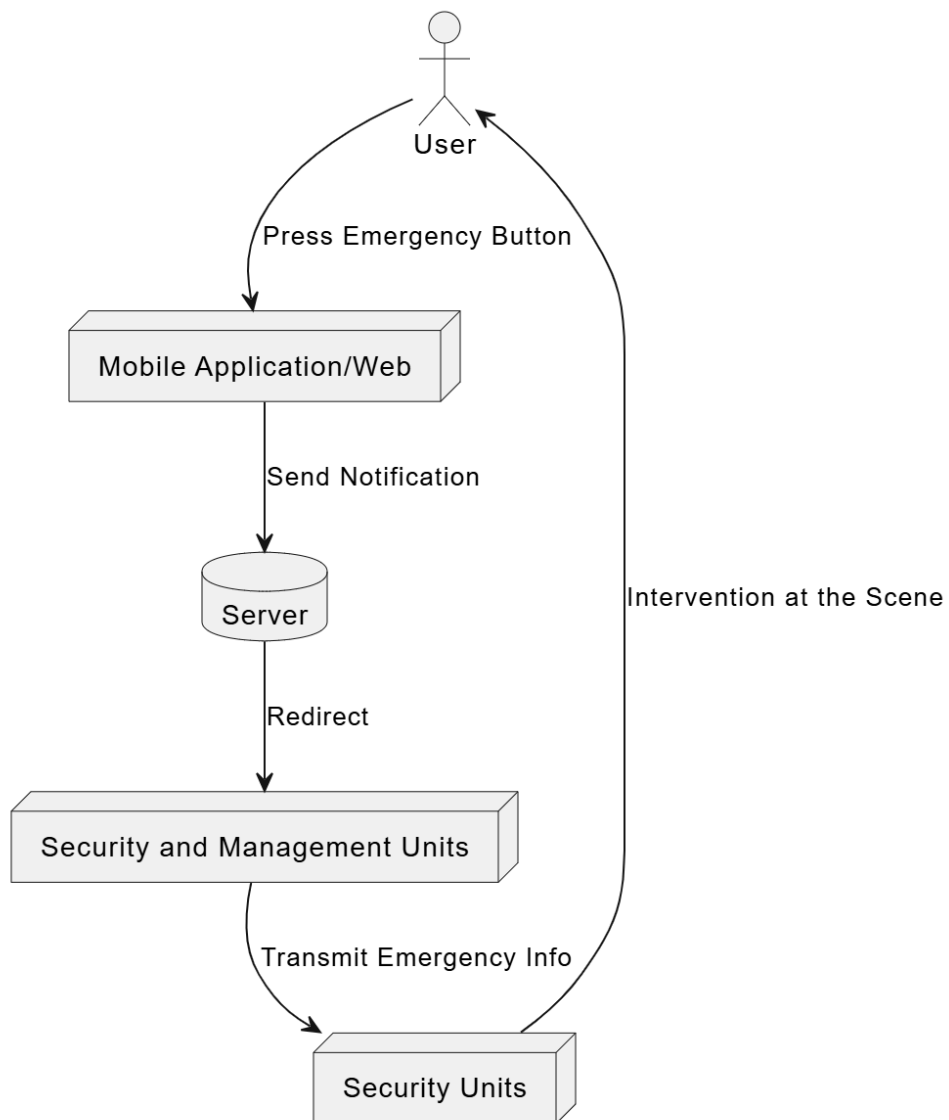 User
Press Emergency Button
Mobile Application/Web
Send Notification
Server
Intervention at the Scene
Redirect
Security and Management Units
Transmit Emergency Info
Security Units